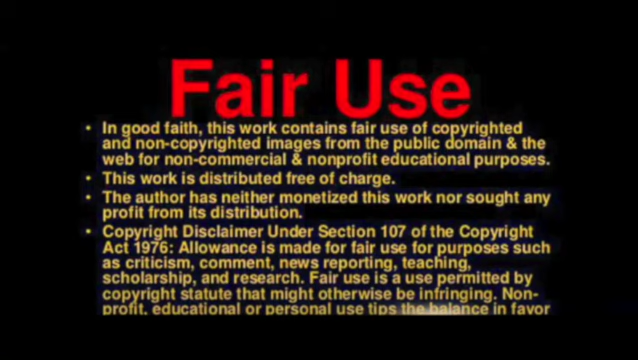 Fair Use
• In good faith, this work contains fair use of copyrighted
and non-copyrighted images from the public domain & the
web for non-commercial & nonprofit educational purposes.
• This work is distributed free of charge.
• The author has neither monetized this work nor sought any
profit from its distribution.
• Copyright Disclaimer Under Section 107 of the Copyright
Act 1976: Allowance is made for fair use for purposes such
as criticism, comment, news reporting, teaching,
scholarship, and research. Fair use is a use permitted by
copyright statute that might otherwise be infringing. Non-
profit, educational or personal use tips the balance in favor